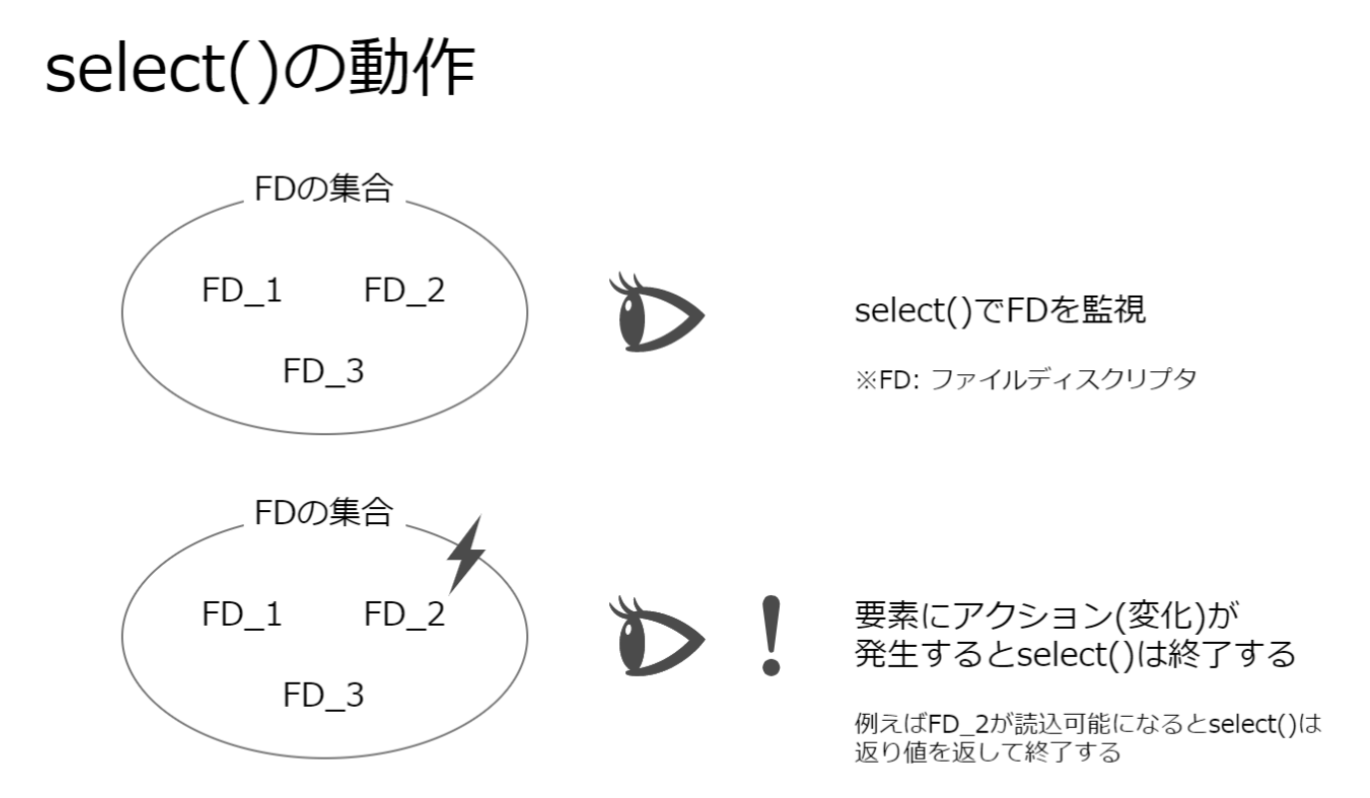 select()の動作
FDの集合
FD_1 FD_2
FD_3
select()でFDを監視
※FD: ファイルディスクリプタ
FDの集合
FD_1 FD_2
FD_3
要素にアクション(変化)が
発生するとselect()は終了する
例えばFD_2が読込可能になるとselect()は
返り値を返して終了する